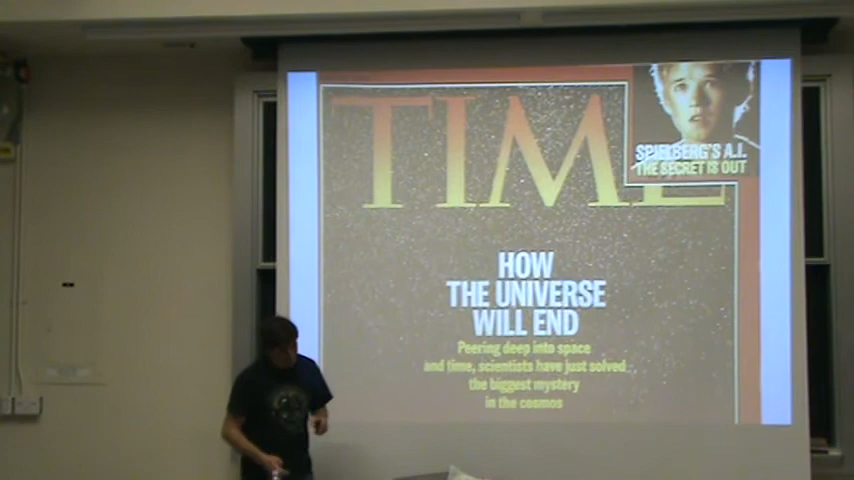 TIME
SPIELBERG'S A.I.
THE SECRET IS OUT
HOW
THE UNIVERSE
WILL END
Peering deep into space
and time, scientists have just solved
the biggest mystery
in the cosmos